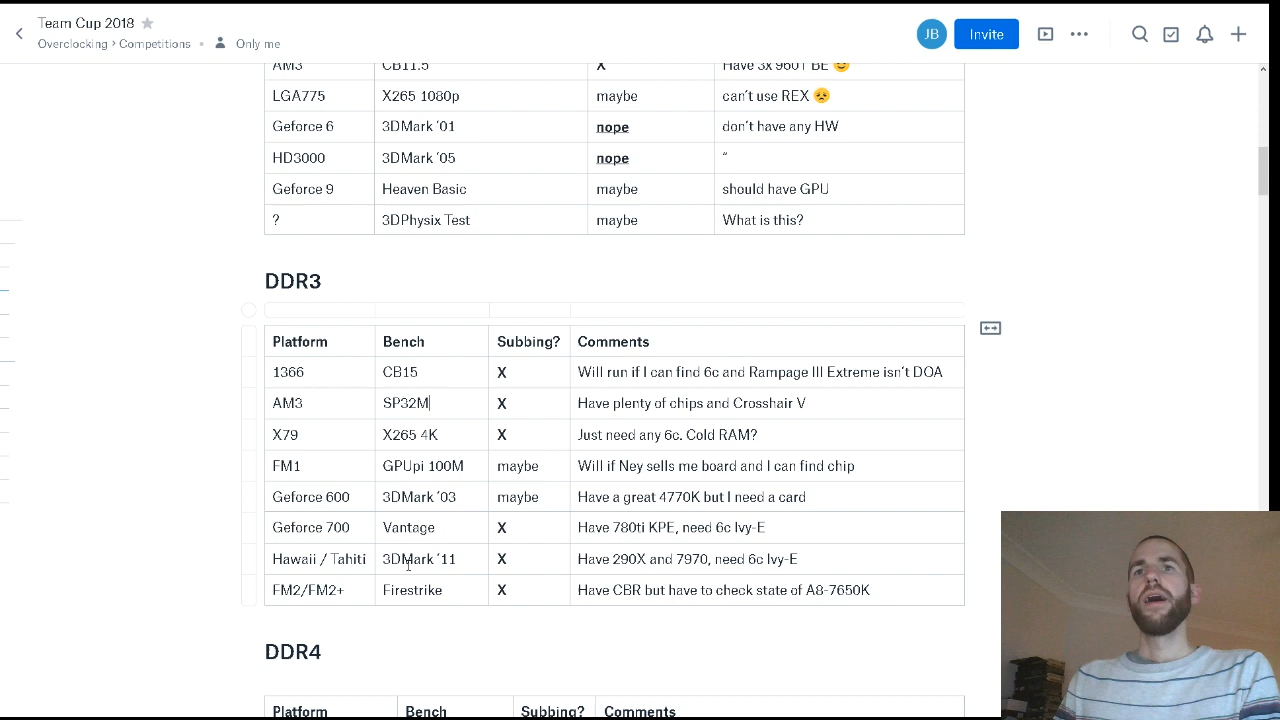 Team Cup 2018
Overclocking > Competitions • Only me
JB Invite
AM3 CB11.5 X Have 3x 960T BE
LGA775 X265 1080p maybe can't use REX
Geforce 6 3DMark '01 nope don't have any HW
HD3000 3DMark '05 nope "
Geforce 9 Heaven Basic maybe should have GPU
? 3DPhysix Test maybe What is this?
DDR3
Platform Bench Subbing? Comments
1366 CB15 X Will run if I can find 6c and Rampage III Extreme isn't DOA
AM3 SP32M X Have plenty of chips and Crosshair V
X79 X265 4K X Just need any 6c. Cold RAM?
FM1 GPUpi 100M maybe Will if Ney sells me board and I can find chip
Geforce 600 3DMark '03 maybe Have a great 4770K but I need a card
Geforce 700 Vantage X Have 780ti KPE, need 6c Ivy-E
Hawaii / Tahiti 3DMark '11 X Have 290X and 7970, need 6c Ivy-E
FM2/FM2+ Firestrike X Have CBR but have to check state of A8-7650K
DDR4
Platform Bench Subbing? Comments